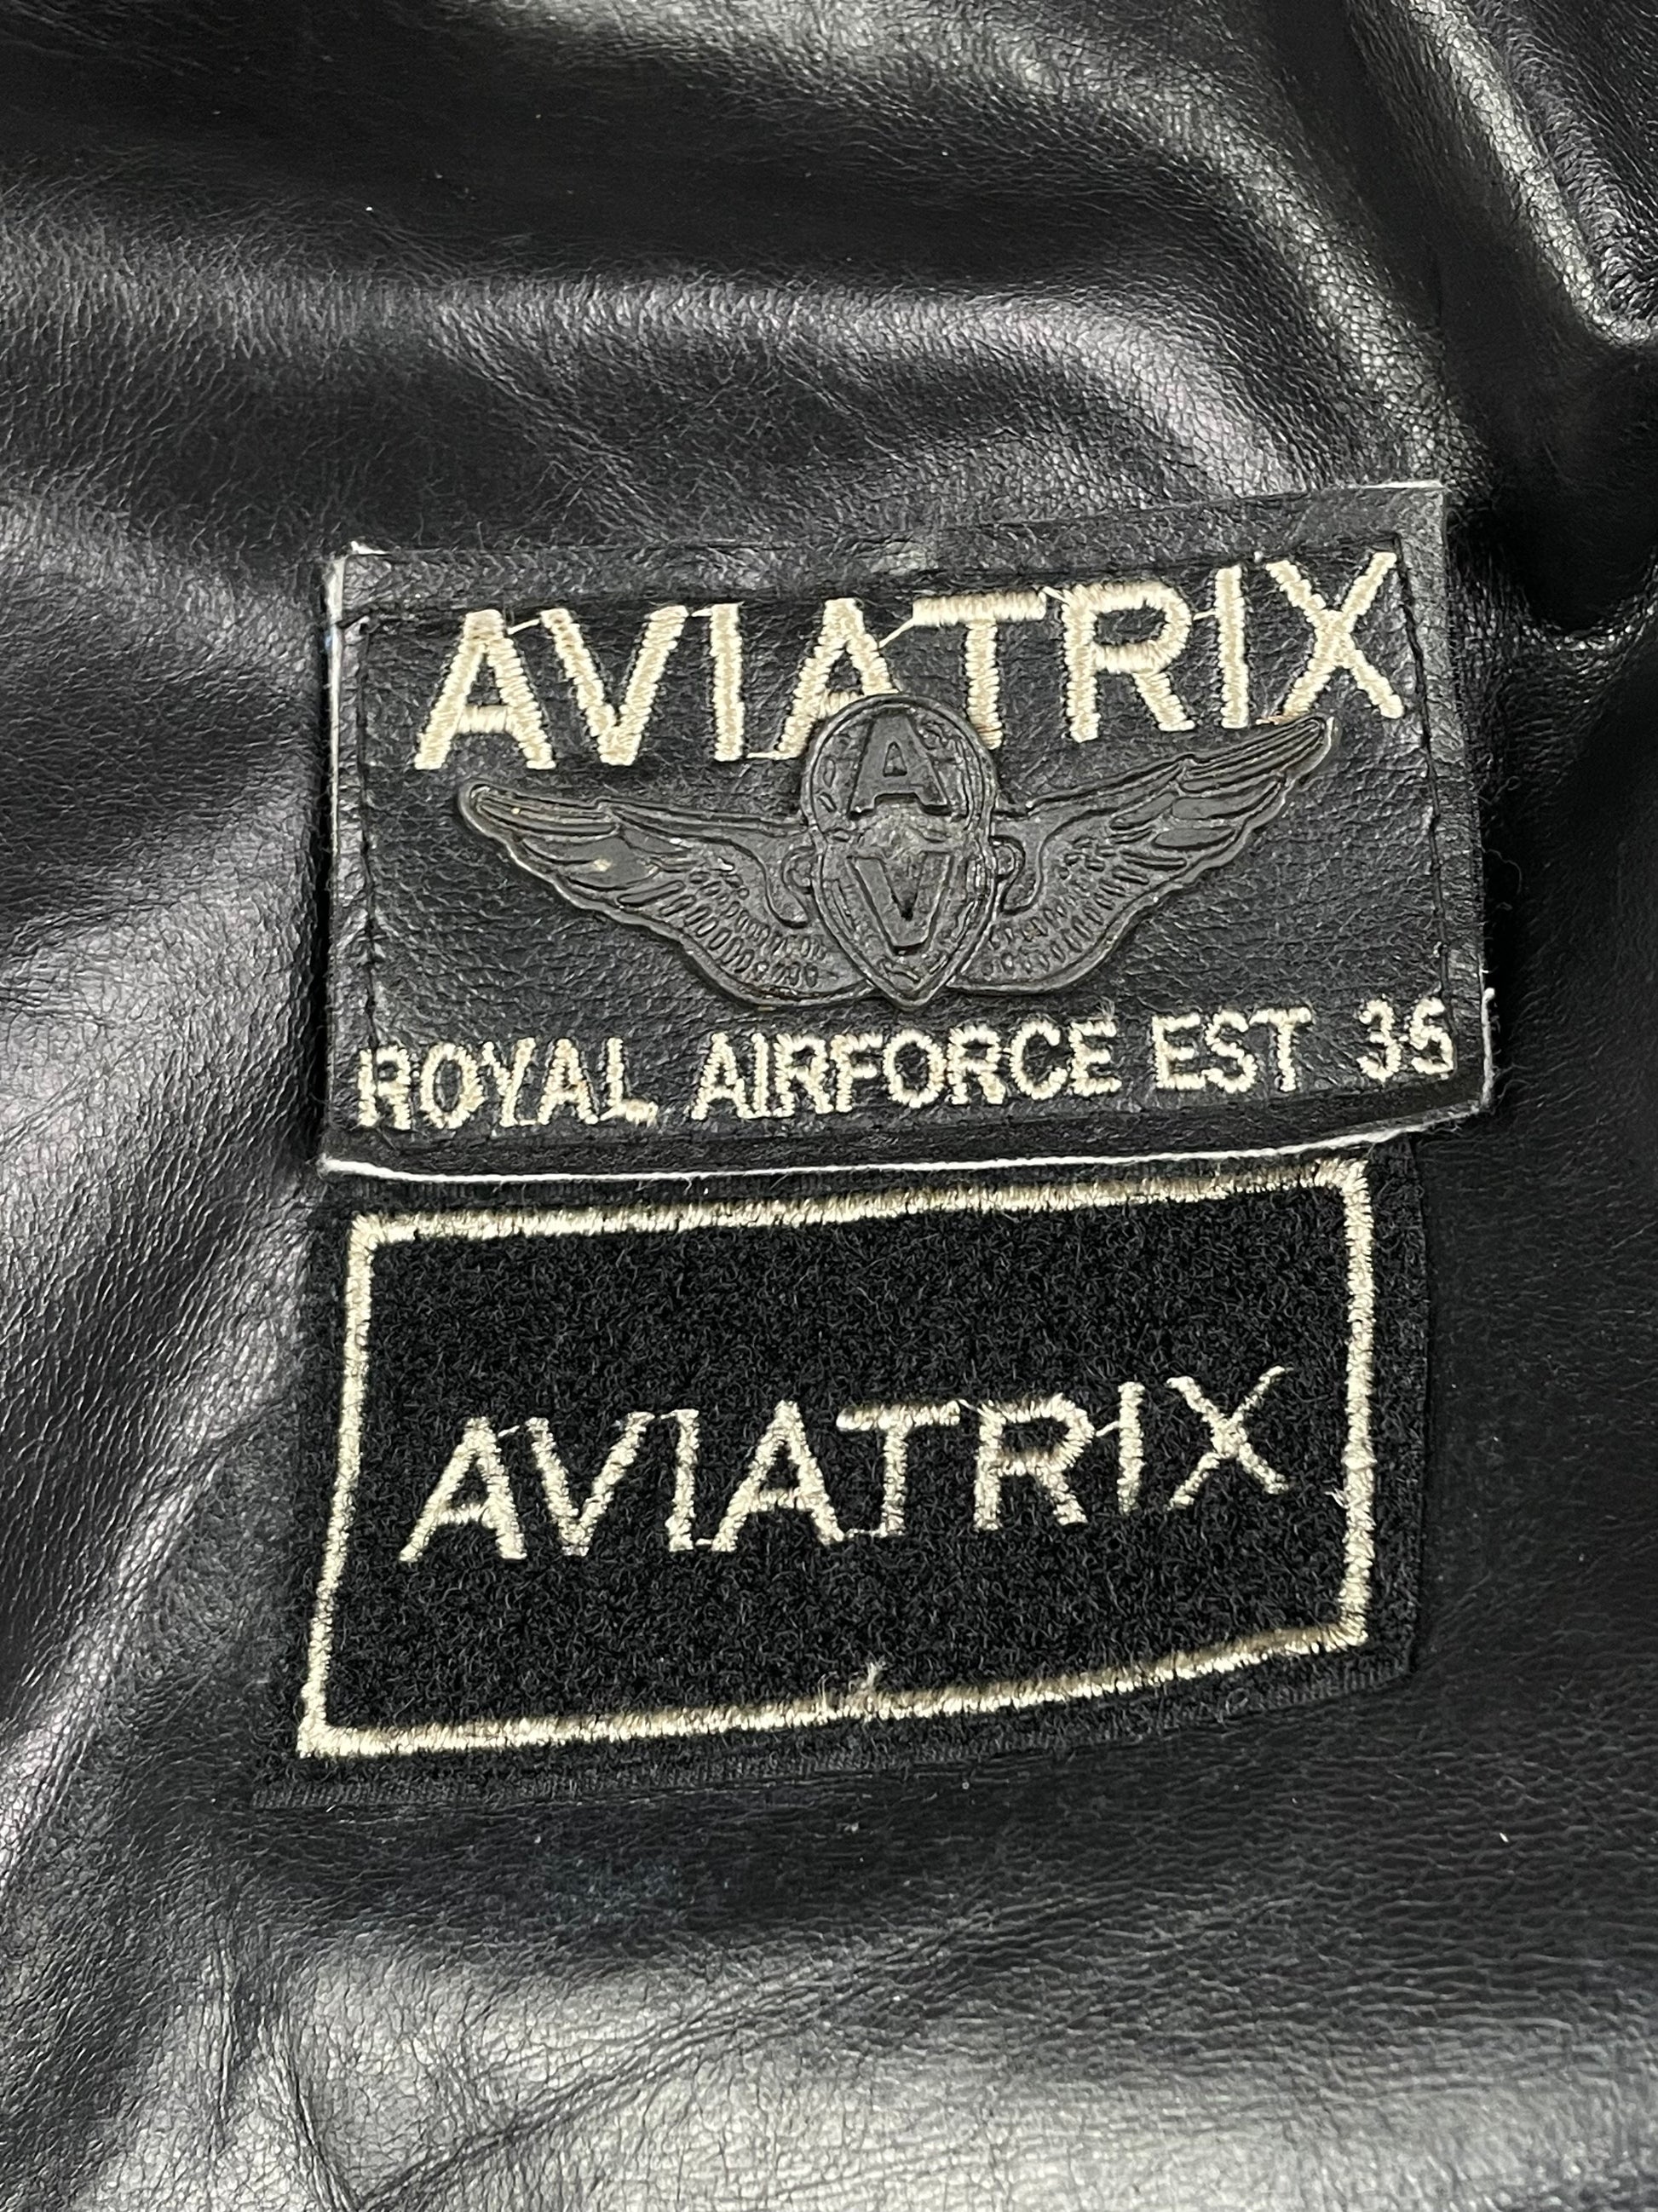 AVIATRIX
A
V
ROYAL AIRFORCE EST 35
AVIATRIX